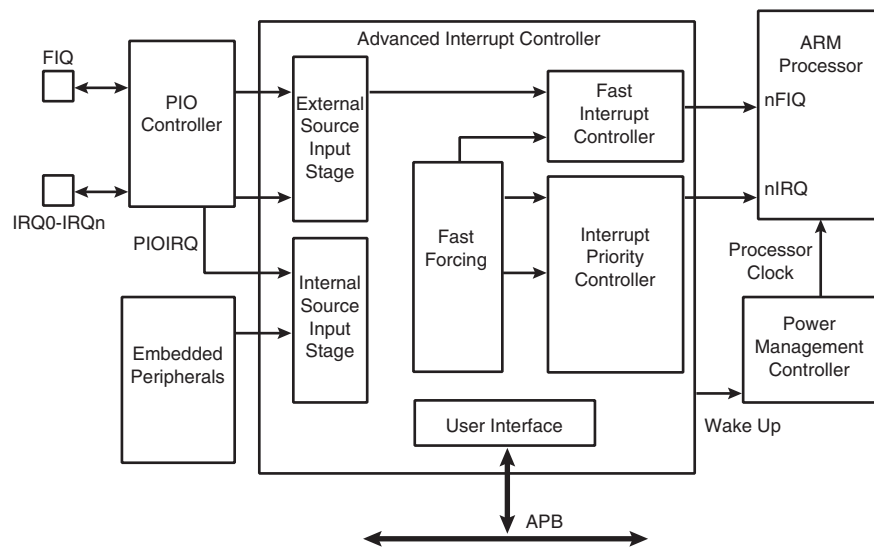 Advanced Interrupt Controller
FIQ
PIO
Controller
External
Source
Input
Stage
Fast
Interrupt
Controller
ARM
Processor
nFIQ
nIRQ
IRQ0-IRQn
PIOIRQ
Internal
Source
Input
Stage
Fast
Forcing
Interrupt
Priority
Controller
Processor
Clock
Embedded
Peripherals
Power
Management
Controller
User Interface
Wake Up
APB